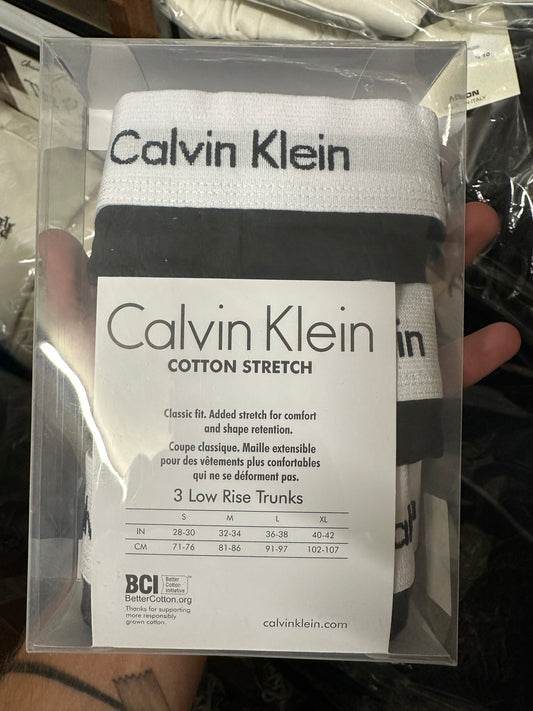 Calvin Klein
Calvin Klein
in
COTTON STRETCH
Classic fit. Added stretch for comfort
and shape retention.
Coupe classique. Maille extensible
pour des vêtements plus confortables
qui ne se déforment pas.
3 Low Rise Trunks
S M L XL
IN 28-30 32-34 36-38 40-42
CM 71-76 81-86 91-97 102-107
BCI Better
Cotton
Initiative
BetterCotton.org
Thanks for supporting
more responsibly
grown cotton.
calvinklein.com